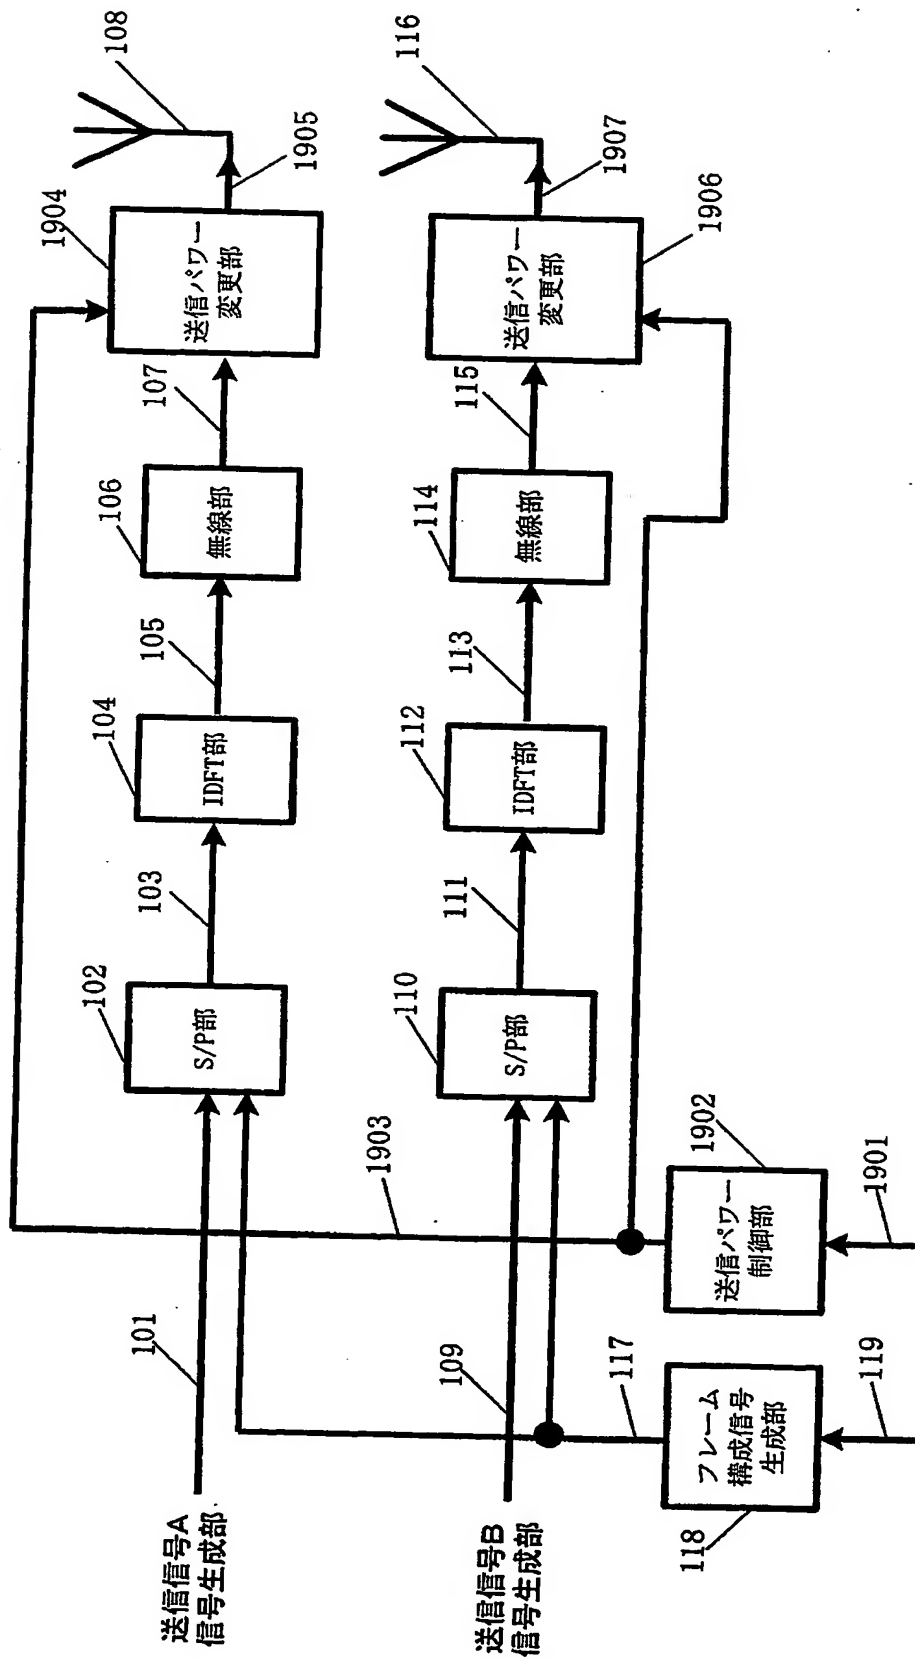 送信信号A
信号生成部
101
102
S/P部
103
104
IDFT部
105
106
無線部
107
1904
送信パワー
変更部
1905
108
送信信号B
信号生成部
109
110
S/P部
111
112
IDFT部
113
114
無線部
115
送信パワー
変更部
1906
1907
116
1903
118
フレーム
構成信号
生成部
117
119
送信パワー
制御部
1902
1901